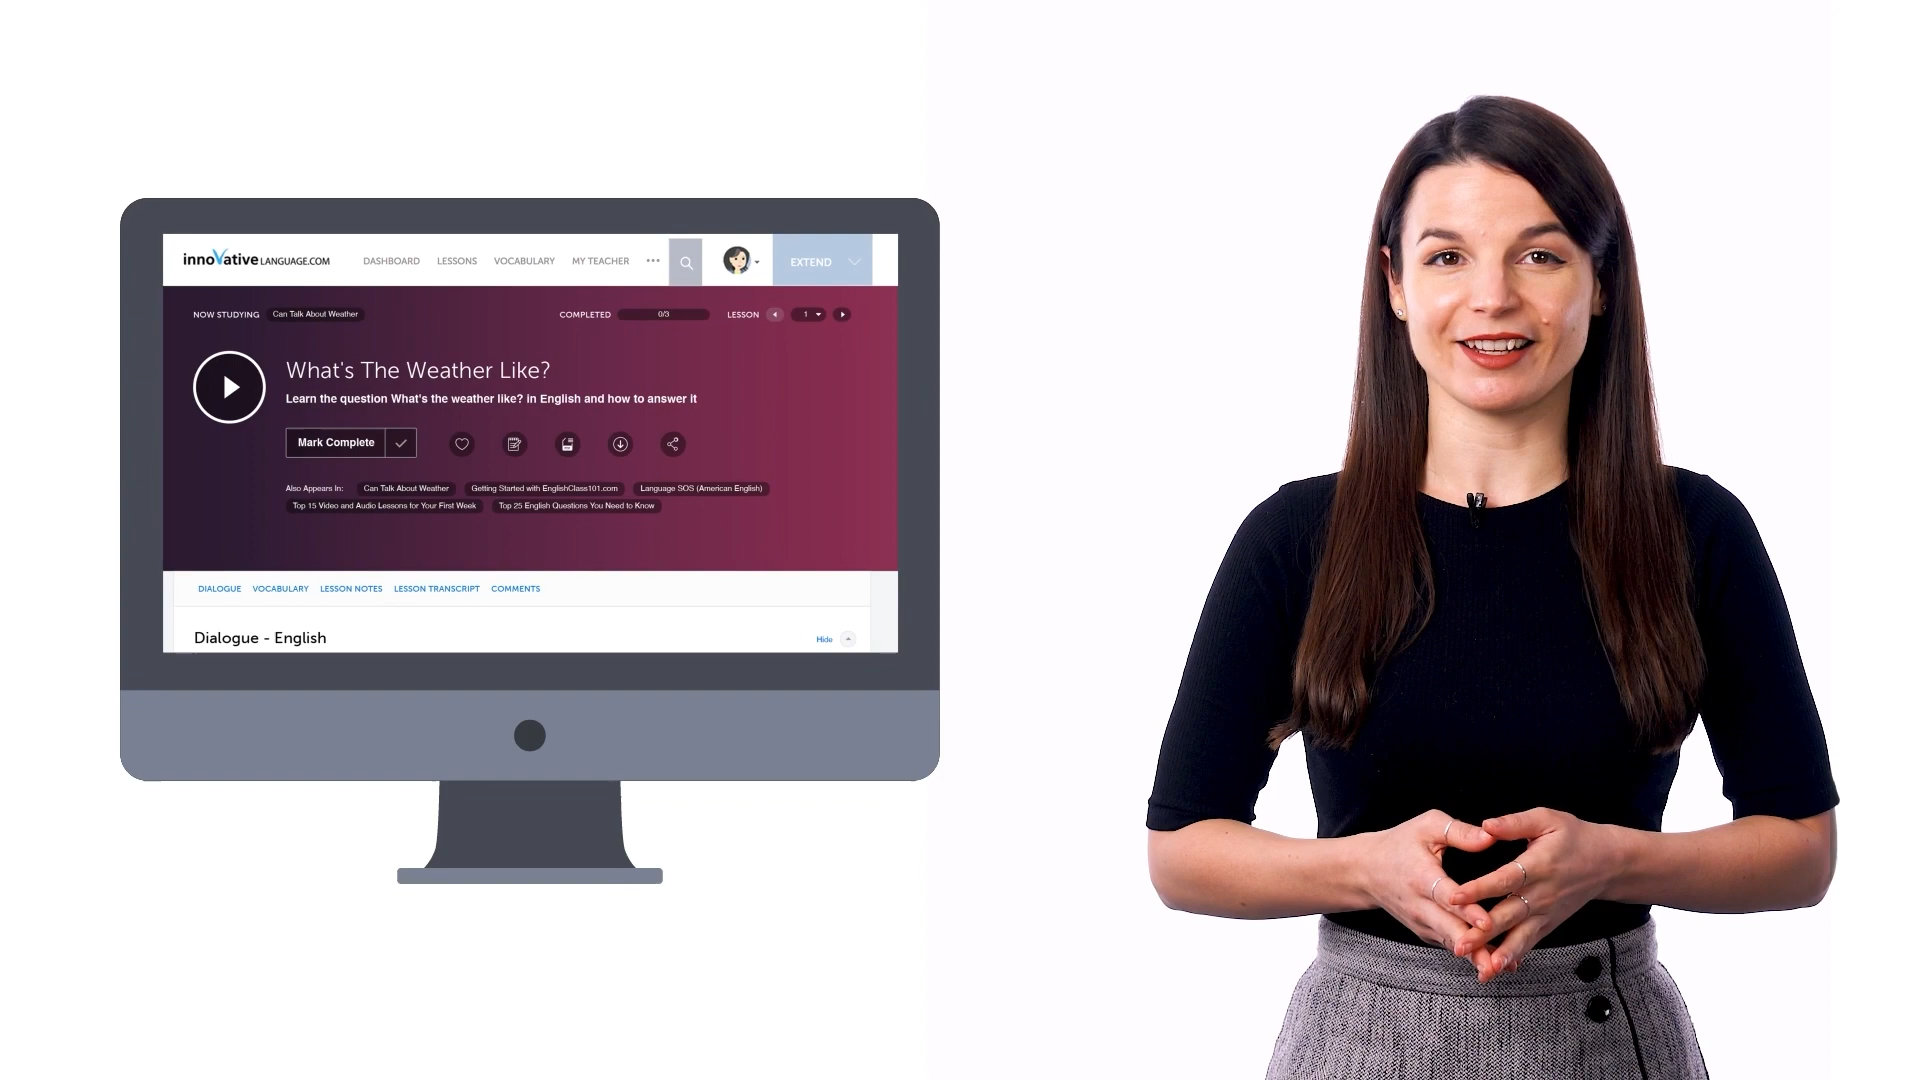 innoVative LANGUAGE.COM DASHBOARD LESSONS VOCABULARY MY TEACHER ••• EXTEND
NOW STUDYING Can Talk About Weather COMPLETED 0/3 LESSON 1
What's The Weather Like?
Learn the question What's the weather like? in English and how to answer it
Mark Complete
Also Appears In: Can Talk About Weather Getting Started with EnglishClass101.com Language SOS (American English)
Top 15 Video and Audio Lessons for Your First Week Top 25 English Questions You Need to Know
DIALOGUE VOCABULARY LESSON NOTES LESSON TRANSCRIPT COMMENTS
Dialogue - English Hide